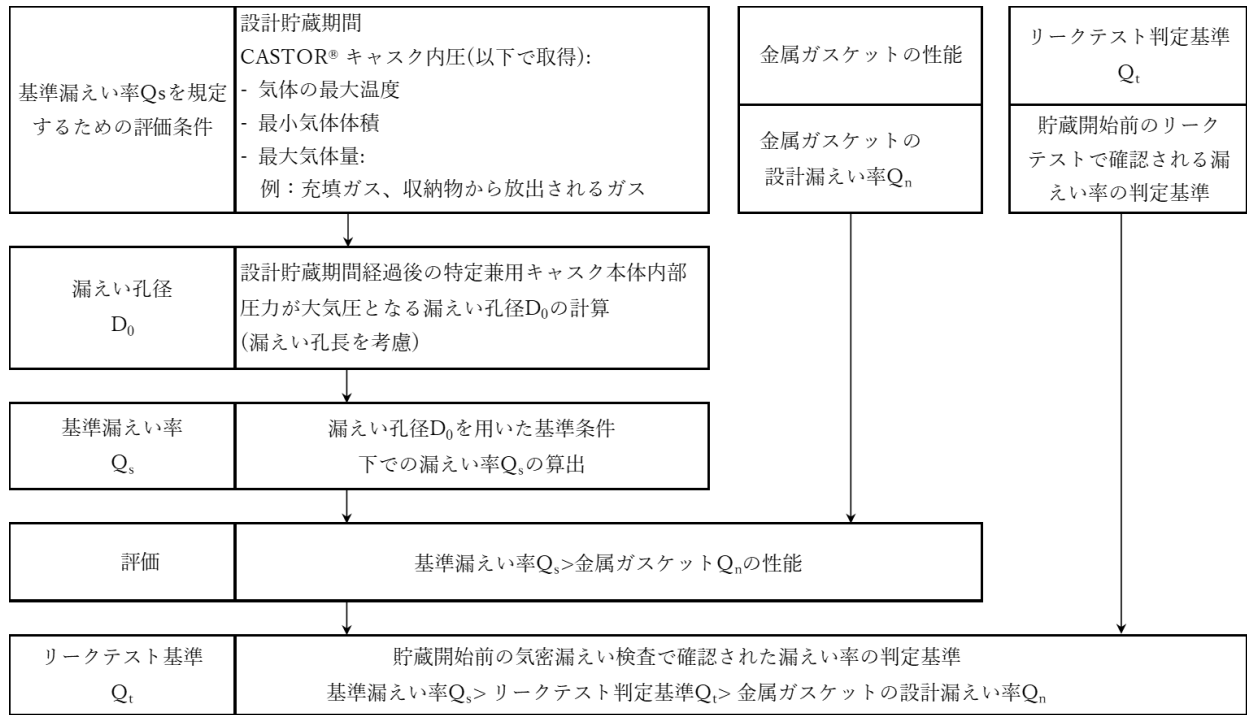 基準漏えい率Qsを規定
するための評価条件
設計貯蔵期間
CASTOR® キャスク内圧(以下で取得):
- 気体の最大温度
- 最小気体体積
- 最大気体量:
例：充填ガス、収納物から放出されるガス
金属ガスケットの性能
金属ガスケットの
設計漏えい率Qn
リークテスト判定基準
Qt
貯蔵開始前のリーク
テストで確認される漏
えい率の判定基準
漏えい孔径
D0
設計貯蔵期間経過後の特定兼用キャスク本体内部
圧力が大気圧となる漏えい孔径D0の計算
(漏えい孔長を考慮)
基準漏えい率
Qs
漏えい孔径D0を用いた基準条件
下での漏えい率Qsの算出
評価
基準漏えい率Qs>金属ガスケットQnの性能
リークテスト基準
Qt
貯蔵開始前の気密漏えい検査で確認された漏えい率の判定基準
基準漏えい率Qs> リークテスト判定基準Qt> 金属ガスケットの設計漏えい率Qn